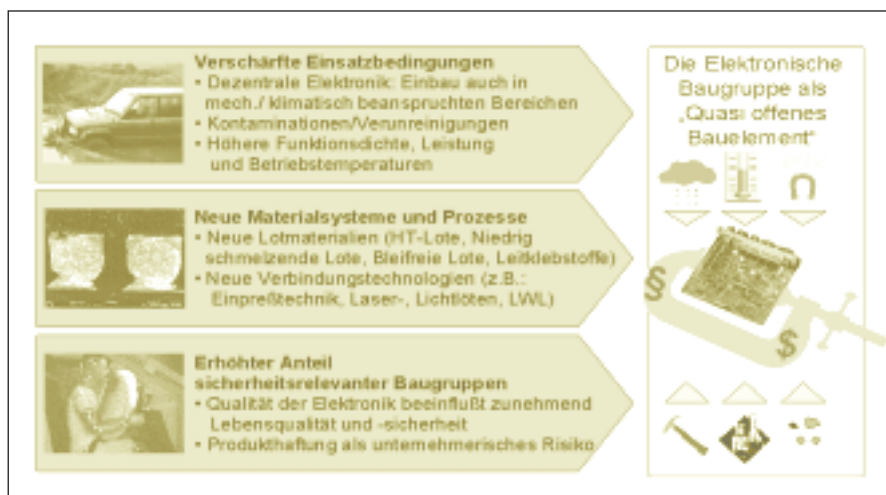 Verschärfte Einsatzbedingungen
• Dezentrale Elektronik: Einbau auch in
mech./ klimatisch beanspruchten Bereichen
• Kontaminationen/Verunreinigungen
• Höhere Funktionsdichte, Leistung
und Betriebstemperaturen
Neue Materialsysteme und Prozesse
• Neue Lotmaterialien (HT-Lote, Niedrig
schmelzende Lote, Bleifreie Lote, Leitklebstoffe)
• Neue Verbindungstechnologien (z.B.:
Einpreßtechnik, Laser-, Lichtlöten, LWL)
Erhöhter Anteil
sicherheitsrelevanter Baugruppen
• Qualität der Elektronik beeinflußt zunehmend
Lebensqualität und -sicherheit
• Produkthaftung als unternehmerisches Risiko
Die Elektronische
Baugruppe als
„Quasi offenes
Bauelement“
§
$